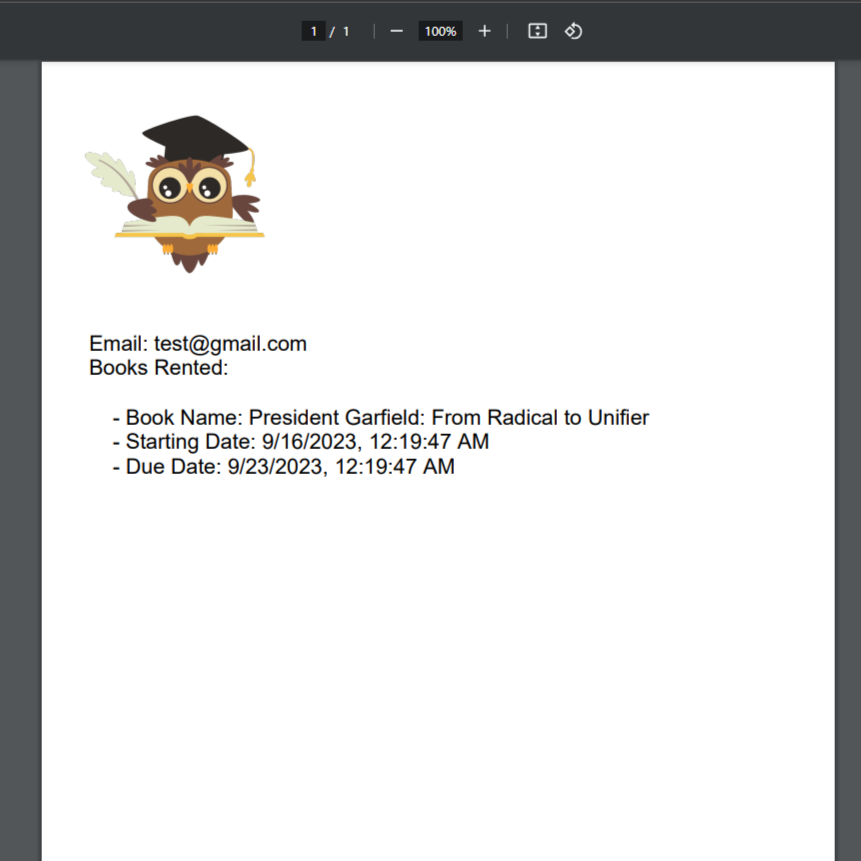 1 / 1 100%
Email: test@gmail.com
Books Rented:
- Book Name: President Garfield: From Radical to Unifier
- Starting Date: 9/16/2023, 12:19:47 AM
- Due Date: 9/23/2023, 12:19:47 AM